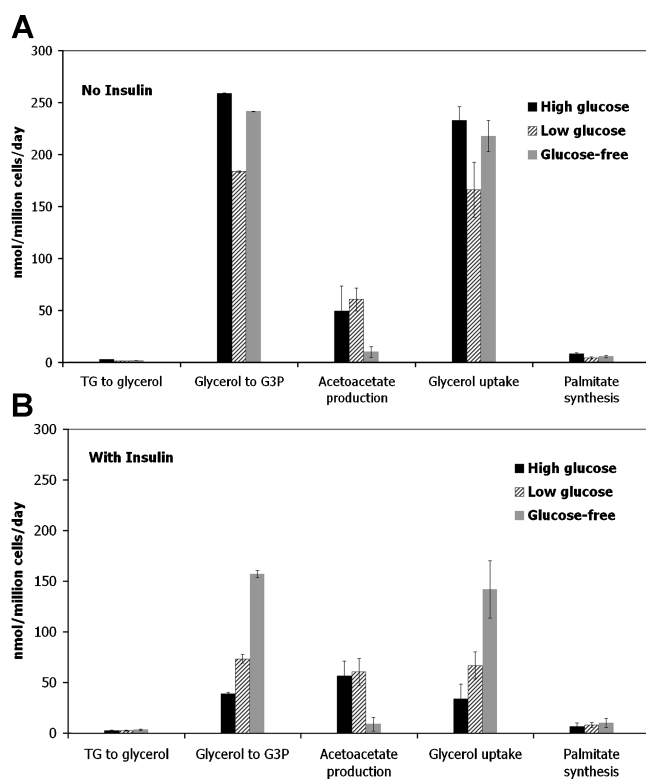 A
300
250
200
150
100
50
0
nmol/million cells/day
No Insulin
High glucose
Low glucose
Glucose-free
TG to glycerol
Glycerol to G3P
Acetoacetate
production
Glycerol uptake
Palmitate
synthesis
B
300
250
200
150
100
50
0
nmol/million cells/day
With Insulin
High glucose
Low glucose
Glucose-free
TG to glycerol
Glycerol to G3P
Acetoacetate
production
Glycerol uptake
Palmitate
synthesis